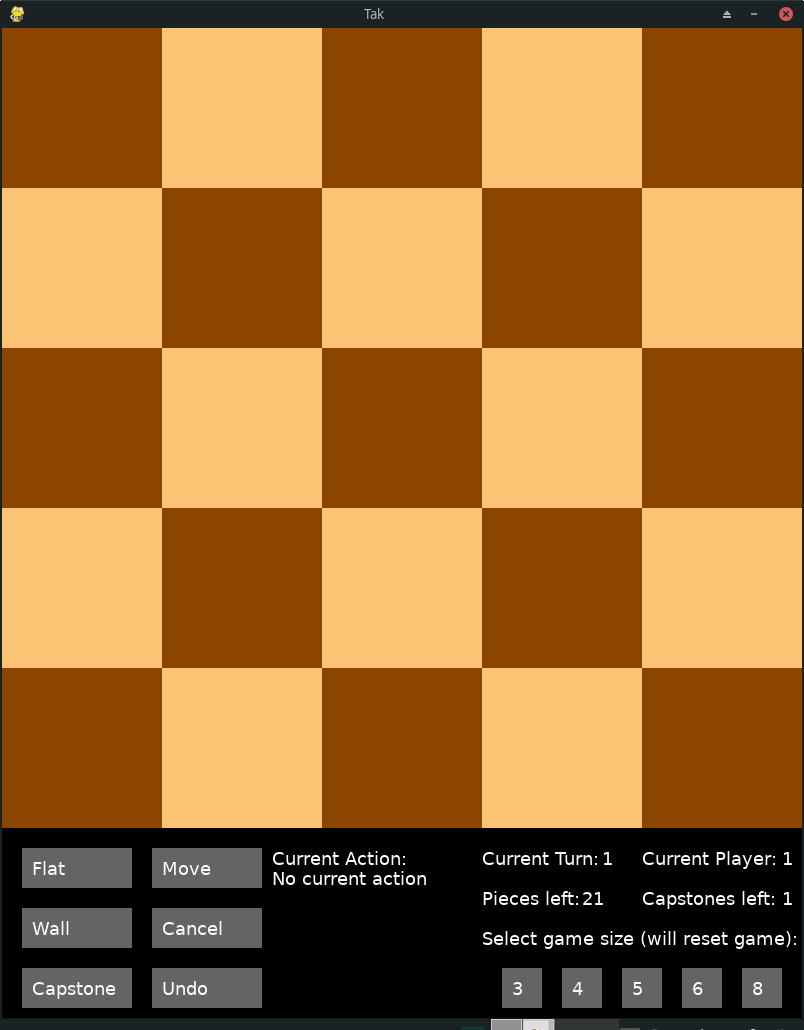 Tak
Flat
Move
Current Action:
No current action
Current Turn: 1
Current Player: 1
Pieces left: 21
Capstones left: 1
Wall
Cancel
Select game size (will reset game):
Capstone
Undo
3
4
5
6
8